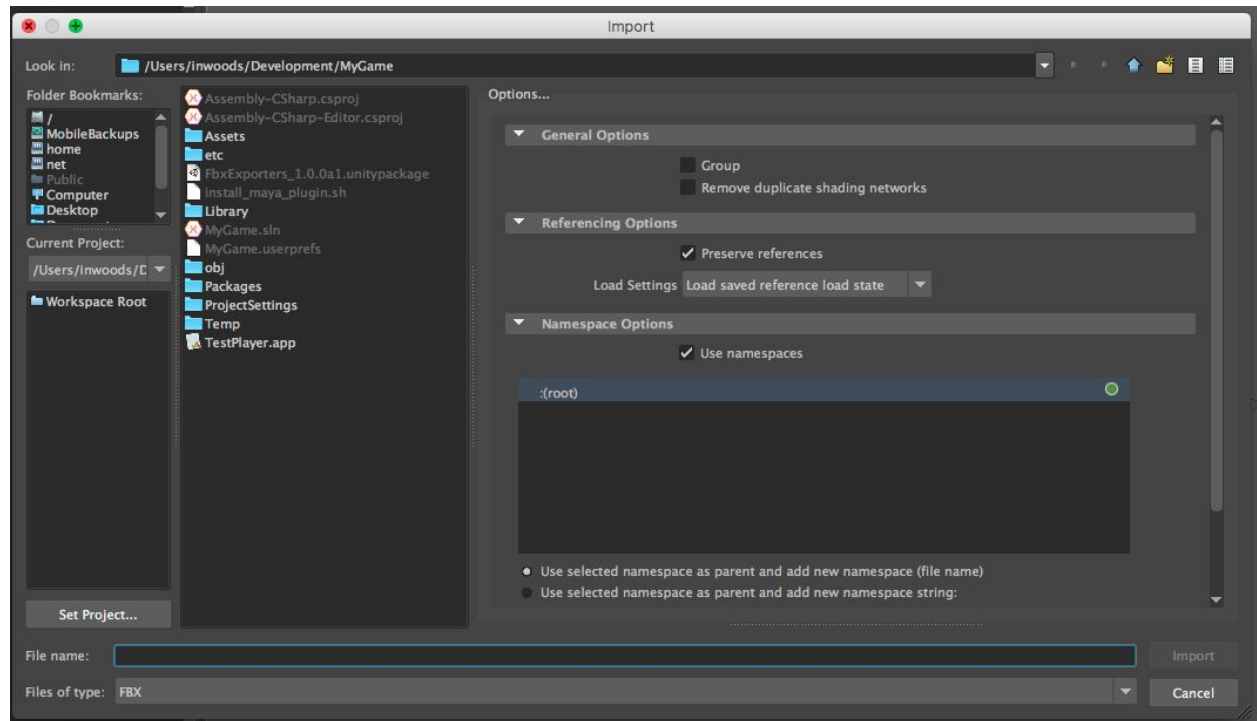 Import
Look in: /Users/inwoods/Development/MyGame
Folder Bookmarks:
/
MobileBackups
home
net
Public
Computer
Desktop
Current Project:
/Users/inwoods/D
Workspace Root
Set Project...
Assembly-CSharp.csproj
Assembly-CSharp-Editor.csproj
Assets
etc
FbxExporters_1.0.0a1.unitypackage
install_maya_plugin.sh
Library
MyGame.sln
MyGame.userprefs
obj
Packages
ProjectSettings
Temp
TestPlayer.app
Options...
General Options
Group
Remove duplicate shading networks
Referencing Options
Preserve references
Load Settings Load saved reference load state
Namespace Options
Use namespaces
:(root)
Use selected namespace as parent and add new namespace (file name)
Use selected namespace as parent and add new namespace string:
File name:
Import
Files of type: FBX
Cancel